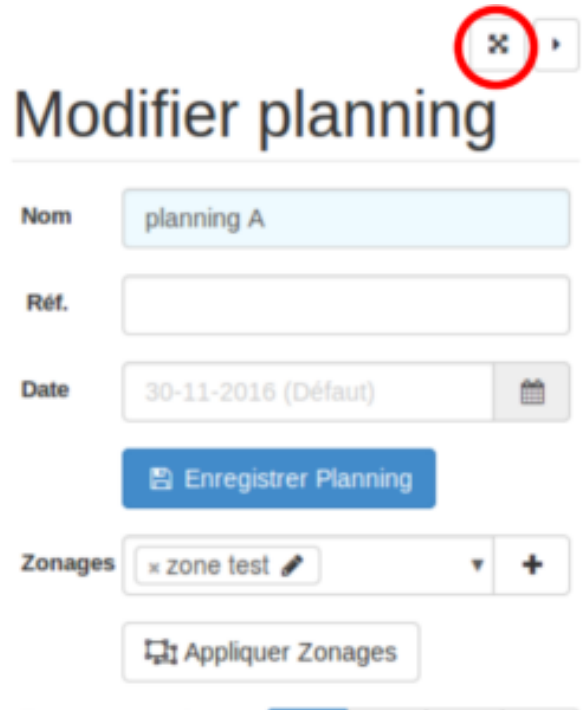 Modifier planning
Nom planning A
Réf.
Date 30-11-2016 (Défaut)
Enregistrer Planning
Zonages × zone test
Appliquer Zonages